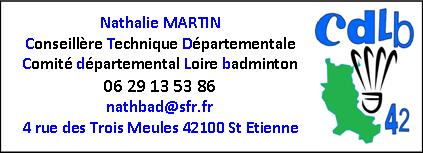 Nathalie MARTIN
Conseillère Technique Départementale
Comité départemental Loire badminton
06 29 13 53 86
nathbad@sfr.fr
4 rue des Trois Meules 42100 St Etienne
cdLb
42